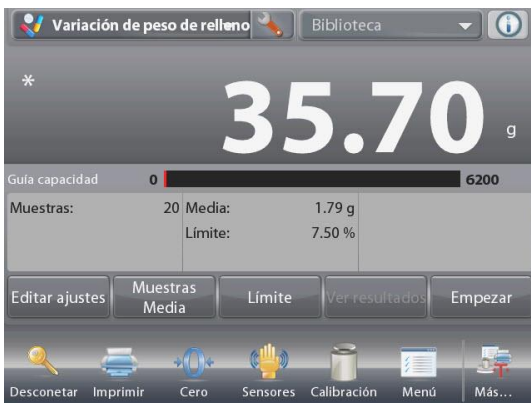 Variación de peso de relleno Biblioteca
*
35.70 g
Guía capacidad 0 6200
Muestras: 20 Media: 1.79 g
Límite: 7.50 %
Editar ajustes Muestras Media Límite Ver resultados Empezar
Desconetar Imprimir Cero Sensores Calibración Menú Más...